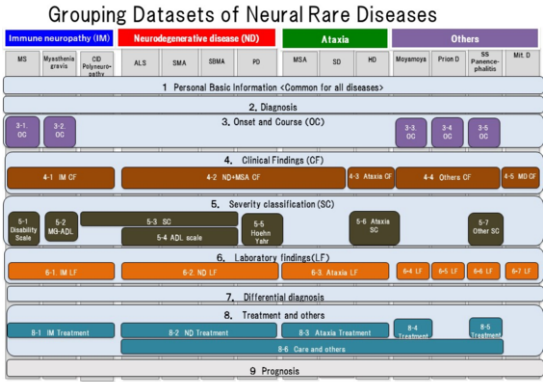 Grouping Datasets of Neural Rare Diseases
Immune neuropathy (IM)
Neurodegenerative disease (ND)
Ataxia
Others
MS
Myasthenia
gravis
CID
Polyneuro-
pathy
ALS
SMA
SBMA
PD
MSA
SD
HD
Moyamoya
Prion D
SS
Panence-
phalitis
Mit. D
1 Personal Basic Information <Common for all diseases>
2. Diagnosis
3. Onset and Course (OC)
3-1.
OC
3-2.
OC
3-3.
OC
3-4
OC
3-5
OC
4. Clinical Findings (CF)
4-1 IM CF
4-2 ND+MSA CF
4-3 Ataxia CF
4-4 Others CF
4-5 MD CF
5. Severity classification (SC)
5-1
Disability
Scale
5-2
MG-ADL
5-3 SC
5-4 ADL scale
5-5
Hoehn
Yahr
5-6 Ataxia
SC
5-7
Other SC
6. Laboratory findings(LF)
6-1. IM LF
6-2. ND LF
6-3. Ataxia LF
6-4 LF
6-5 LF
6-6 LF
6-7 LF
7. Differential diagnosis
8. Treatment and others
8-1 IM Treatment
8-2 ND Treatment
8-3 Ataxia Treatment
8-4
Treatment
8-5
Treatment
8-6 Care and others
9 Prognosis